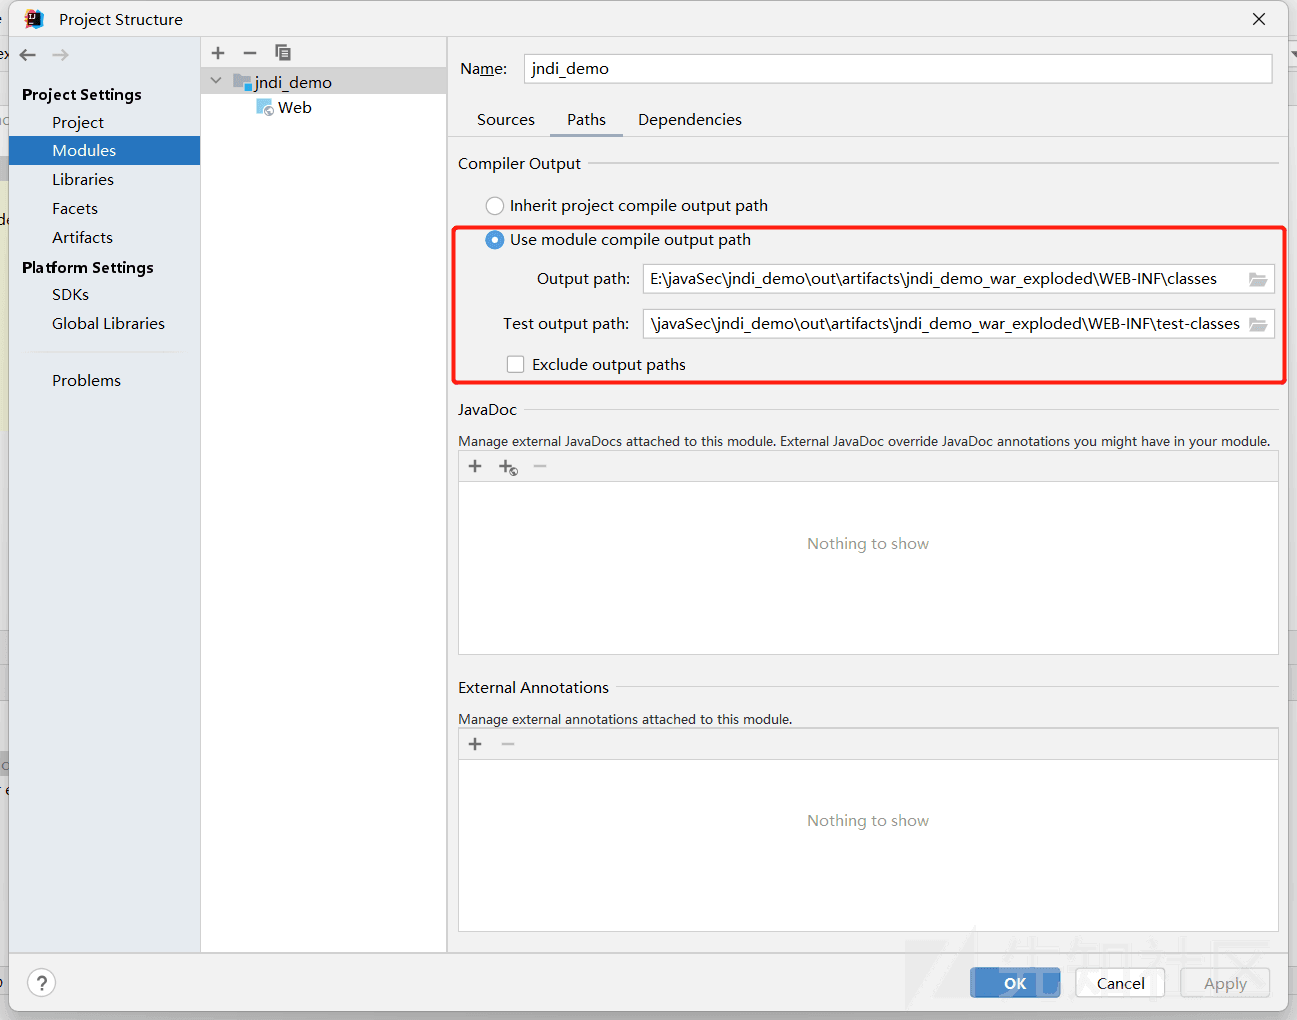 Project Structure
Project Settings
Project
Modules
Libraries
Facets
Artifacts
Platform Settings
SDKs
Global Libraries
Problems
jndi_demo
Web
Name: jndi_demo
Sources Paths Dependencies
Compiler Output
Inherit project compile output path
Use module compile output path
Output path: E:\javaSec\jndi_demo\out\artifacts\jndi_demo_war_exploded\WEB-INF\classes
Test output path: \javaSec\jndi_demo\out\artifacts\jndi_demo_war_exploded\WEB-INF\test-classes
Exclude output paths
JavaDoc
Manage external JavaDocs attached to this module. External JavaDoc override JavaDoc annotations you might have in your module.
Nothing to show
External Annotations
Manage external annotations attached to this module.
Nothing to show
先知社区
? OK Cancel Apply